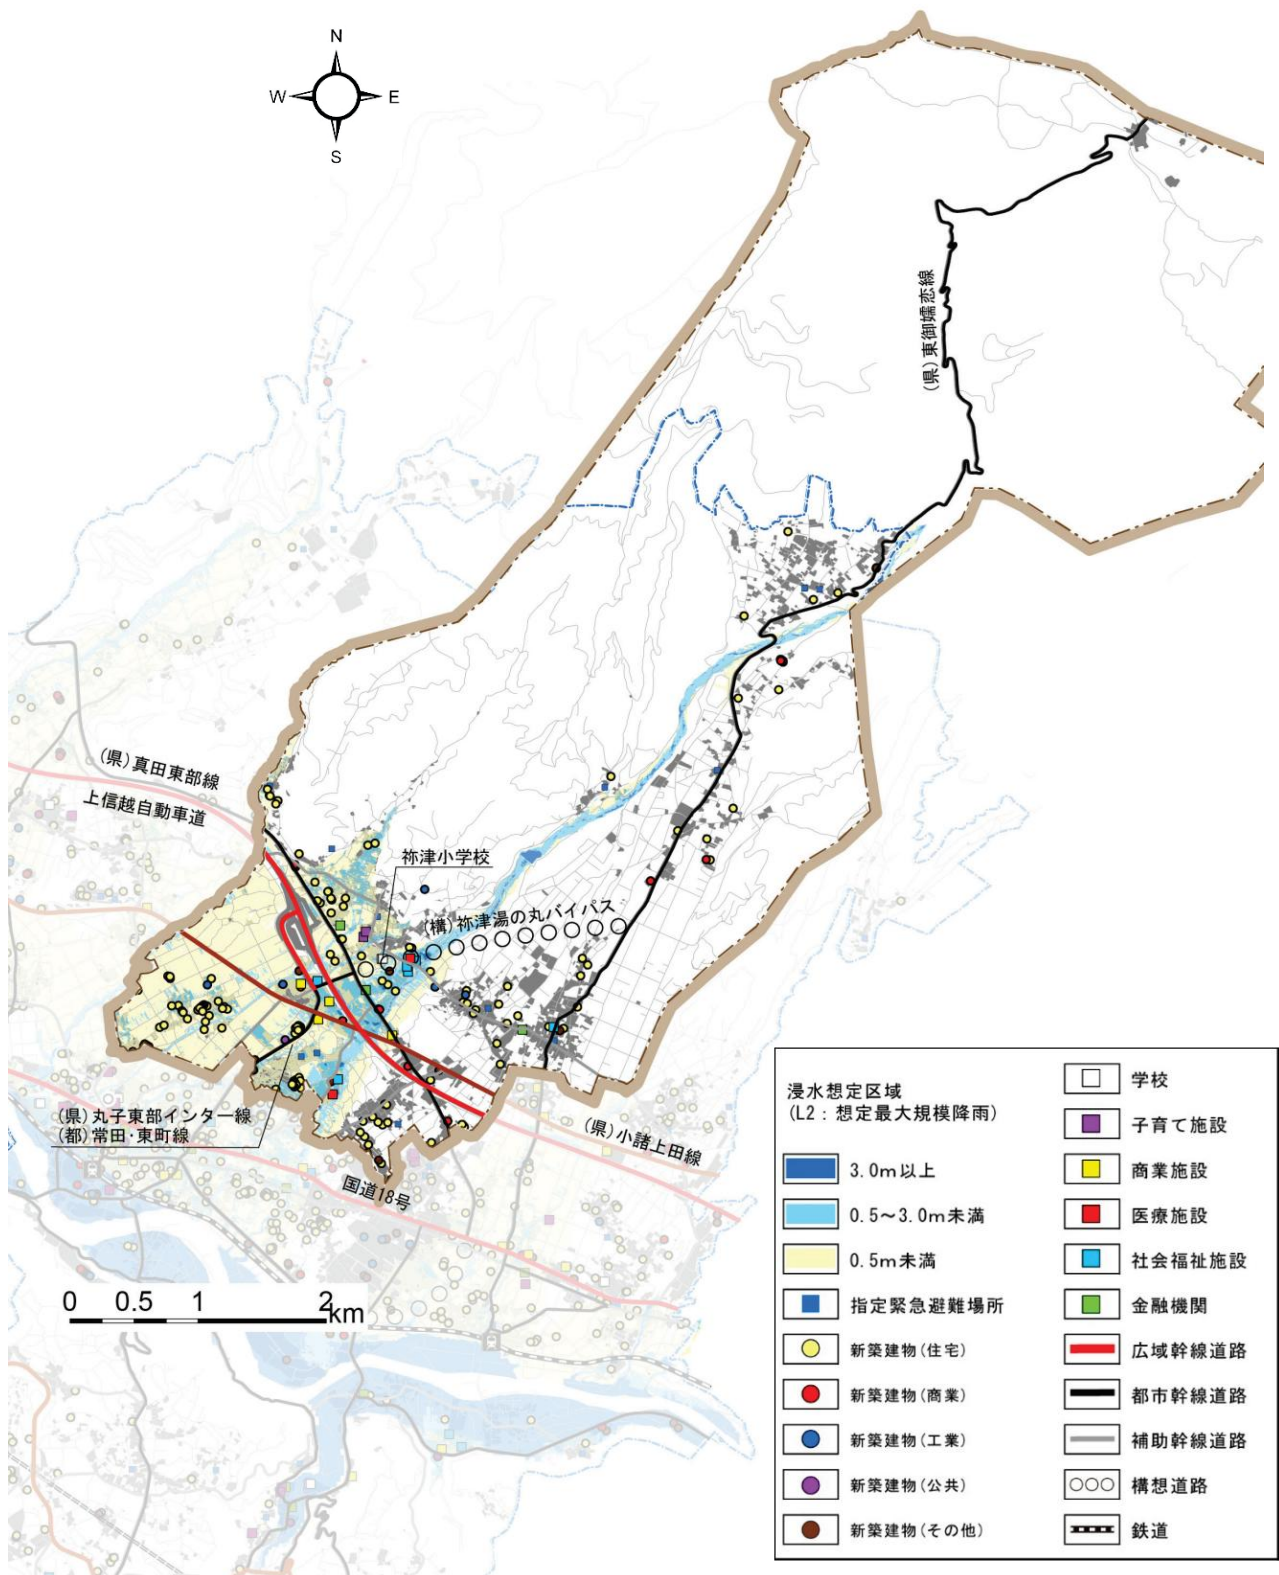 N
W
E
S
(県)東御嬬恋線
(県)真田東部線
上信越自動車道
祢津小学校
(構)祢津湯の丸バイパス
(県)丸子東部インター線
(都)常田・東町線
(県)小諸上田線
国道18号
0 0.5 1 2km
浸水想定区域
(L2:想定最大規模降雨)
3.0m以上
0.5~3.0m未満
0.5m未満
指定緊急避難場所
新築建物(住宅)
新築建物(商業)
新築建物(工業)
新築建物(公共)
新築建物(その他)
学校
子育て施設
商業施設
医療施設
社会福祉施設
金融機関
広域幹線道路
都市幹線道路
補助幹線道路
構想道路
鉄道